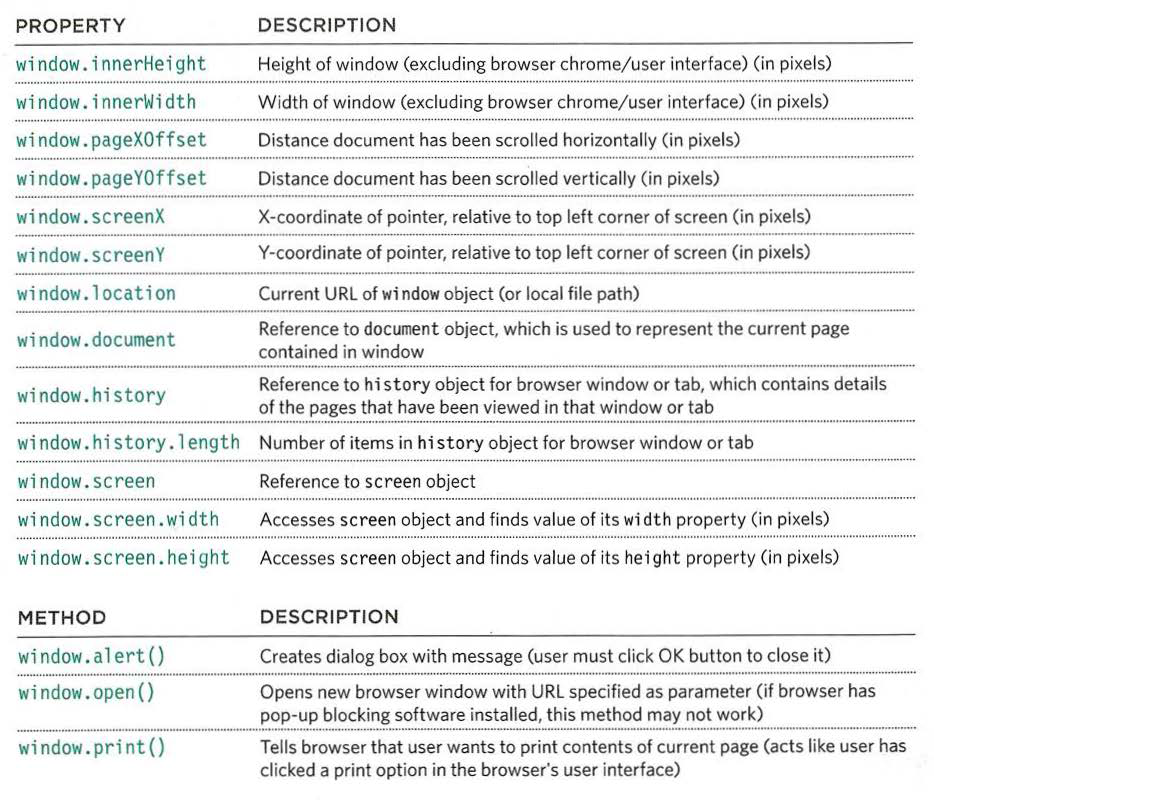 PROPERTY DESCRIPTION
window.innerHeight Height of window (excluding browser chrome/user interface) (in pixels)
window.innerWidth Width of window (excluding browser chrome/user interface) (in pixels)
window.pageXOffset Distance document has been scrolled horizontally (in pixels)
window.pageYOffset Distance document has been scrolled vertically (in pixels)
window.screenX X-coordinate of pointer, relative to top left corner of screen (in pixels)
window.screenY Y-coordinate of pointer, relative to top left corner of screen (in pixels)
window.location Current URL of window object (or local file path)
window.document Reference to document object, which is used to represent the current page
contained in window
window.history Reference to history object for browser window or tab, which contains details
of the pages that have been viewed in that window or tab
window.history.length Number of items in history object for browser window or tab
window.screen Reference to screen object
window.screen.width Accesses screen object and finds value of its width property (in pixels)
window.screen.height Accesses screen object and finds value of its height property (in pixels)
METHOD DESCRIPTION
window.alert() Creates dialog box with message (user must click OK button to close it)
window.open() Opens new browser window with URL specified as parameter (if browser has
pop-up blocking software installed, this method may not work)
window.print() Tells browser that user wants to print contents of current page (acts like user has
clicked a print option in the browser's user interface)